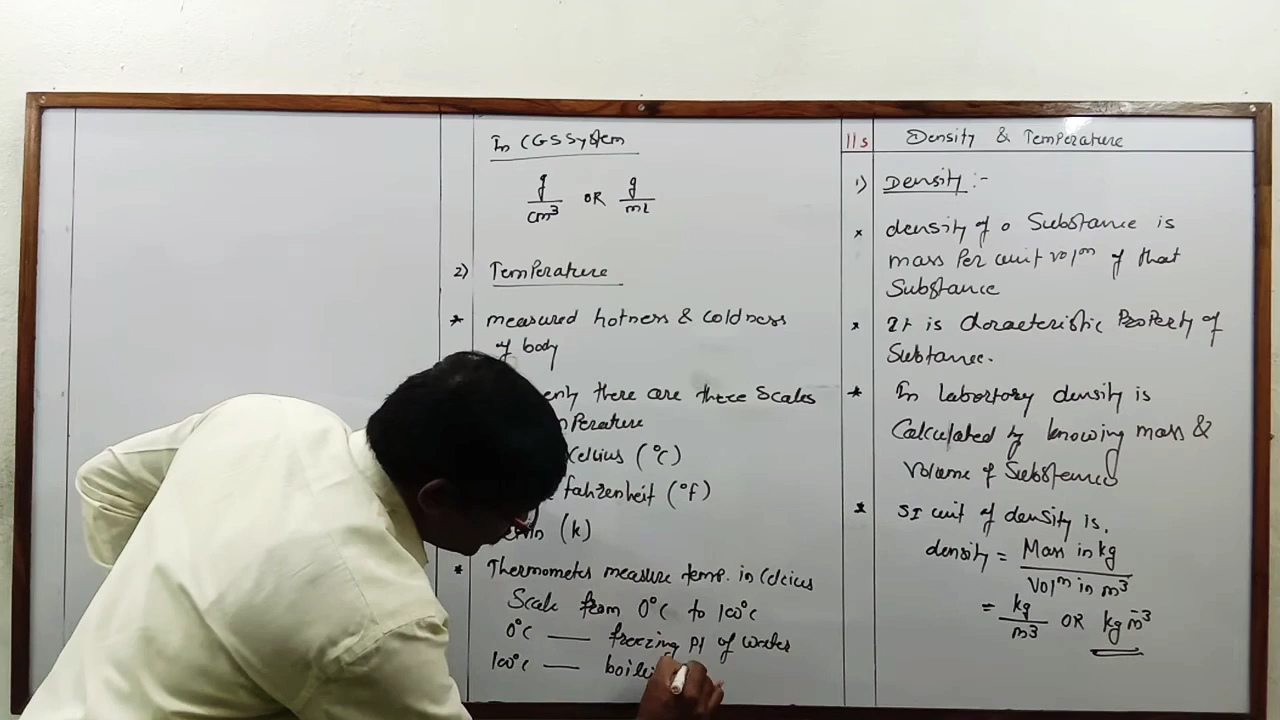 11s Density & Temperature
1) Density :-
* density of a Substance is
mass Per unit volm of that
Substance
* It is characteristic Property of
Substance.
* In labortory density is
Calculated by knowing mass &
Volume of Substance
* SI unit of density is,
density = Mass in kg / Volm in m³
= kg / m³ OR kg m⁻³
In CGS System
g / cm³ OR g / mL
2) Temperature
* measured hotness & coldness
of body
there are three Scales
Celcius (°C)
fahrenheit (°F)
(k)
* Thermometer measure temp. in Celcius
Scale from 0°C to 100°C
0°C — freezing pt of water
100°C —